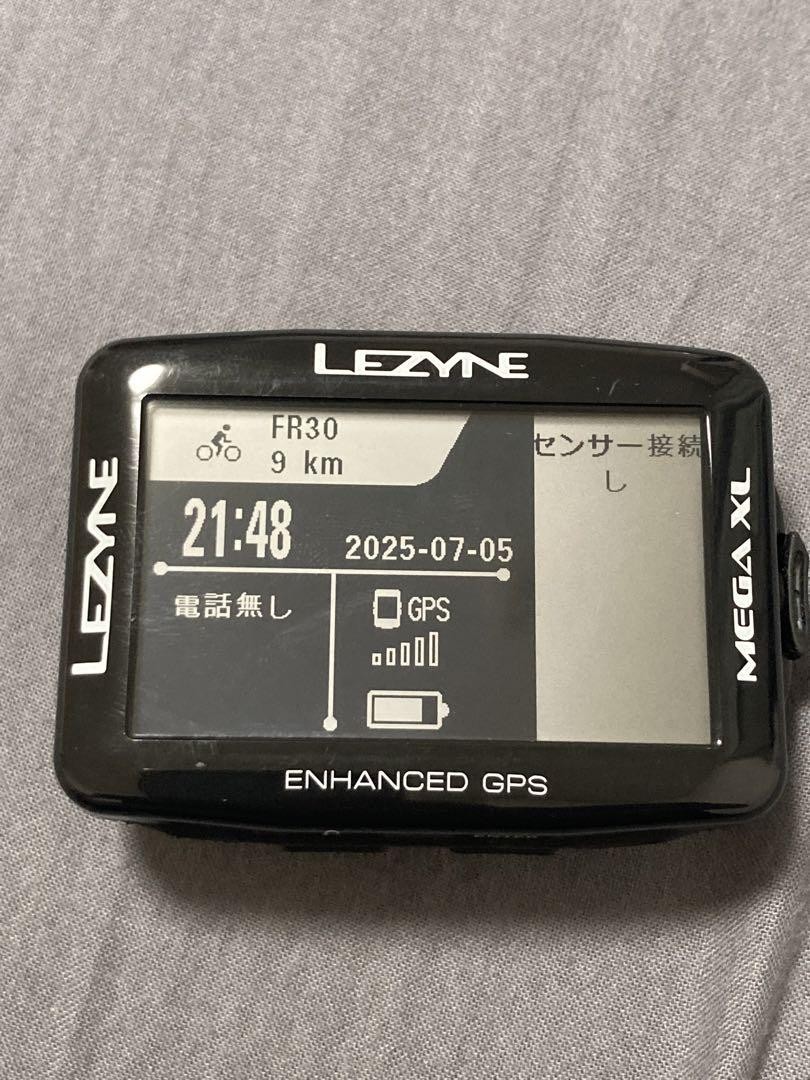 LEZYNE
LEZYNE
FR30
9 km
センサー接続
し
21:48
2025-07-05
電話無し
GPS
MEGA XL
ENHANCED GPS